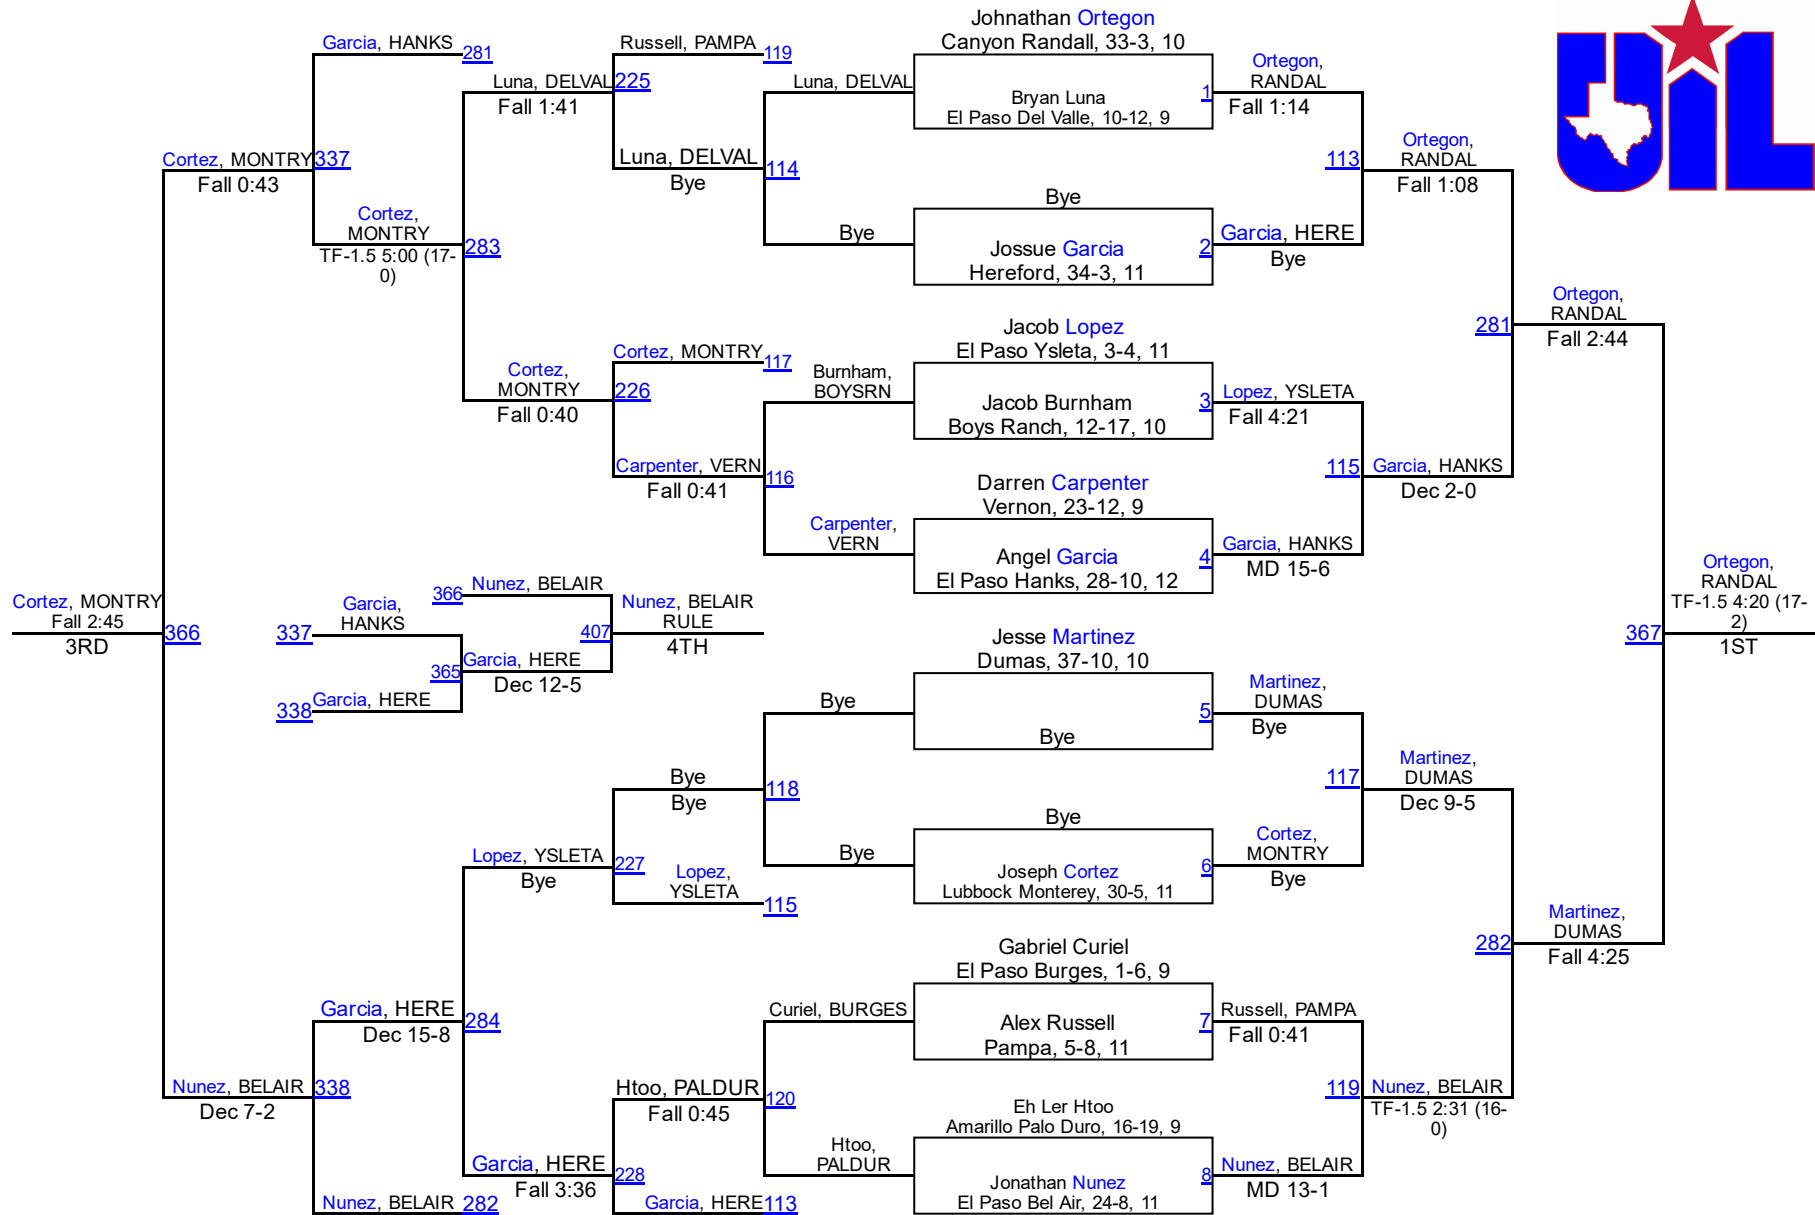 Johnathan Ortegon
Canyon Randall, 33-3, 10
Garcia, HANKS
281
Russell, PAMPA
119
Luna, DELVAL
225
Fall 1:41
Luna, DELVAL
Bryan Luna
El Paso Del Valle, 10-12, 9
1
Ortegon,
RANDAL
Fall 1:14
UIL
Cortez, MONTRY
337
Fall 0:43
Luna, DELVAL
Bye
114
113
Ortegon,
RANDAL
Fall 1:08
Cortez,
MONTRY
TF-1.5 5:00 (17-
0)
283
Bye
Bye
Jossue Garcia
Hereford, 34-3, 11
2
Garcia, HERE
Bye
281
Ortegon,
RANDAL
Fall 2:44
Jacob Lopez
El Paso Ysleta, 3-4, 11
Cortez, MONTRY
117
Cortez,
MONTRY
Fall 0:40
226
Burnham,
BOYSRN
Jacob Burnham
Boys Ranch, 12-17, 10
3
Lopez, YSLETA
Fall 4:21
Carpenter, VERN
Fall 0:41
116
Darren Carpenter
Vernon, 23-12, 9
115
Garcia, HANKS
Dec 2-0
Carpenter,
VERN
Angel Garcia
El Paso Hanks, 28-10, 12
4
Garcia, HANKS
MD 15-6
Cortez, MONTRY
Fall 2:45
3RD
366
337
Garcia,
HANKS
366
Nunez, BELAIR
407
Nunez, BELAIR
RULE
4TH
365
Garcia, HERE
Dec 12-5
338
Garcia, HERE
367
Ortegon,
RANDAL
TF-1.5 4:20 (17-
2)
1ST
Jesse Martinez
Dumas, 37-10, 10
Bye
Bye
5
Martinez,
DUMAS
Bye
Bye
Bye
118
117
Martinez,
DUMAS
Dec 9-5
Lopez, YSLETA
Bye
227
Lopez,
YSLETA
115
Bye
Bye
Joseph Cortez
Lubbock Monterey, 30-5, 11
6
Cortez,
MONTRY
Bye
282
Martinez,
DUMAS
Fall 4:25
Gabriel Curiel
El Paso Burges, 1-6, 9
Garcia, HERE
Dec 15-8
284
Curiel, BURGES
Alex Russell
Pampa, 5-8, 11
7
Russell, PAMPA
Fall 0:41
Nunez, BELAIR
Dec 7-2
338
Htoo, PALDUR
Fall 0:45
120
Eh Ler Htoo
Amarillo Palo Duro, 16-19, 9
119
Nunez, BELAIR
TF-1.5 2:31 (16-
0)
Garcia, HERE
Fall 3:36
228
Htoo,
PALDUR
Jonathan Nunez
El Paso Bel Air, 24-8, 11
8
Nunez, BELAIR
MD 13-1
Nunez, BELAIR
282
Garcia, HERE
113